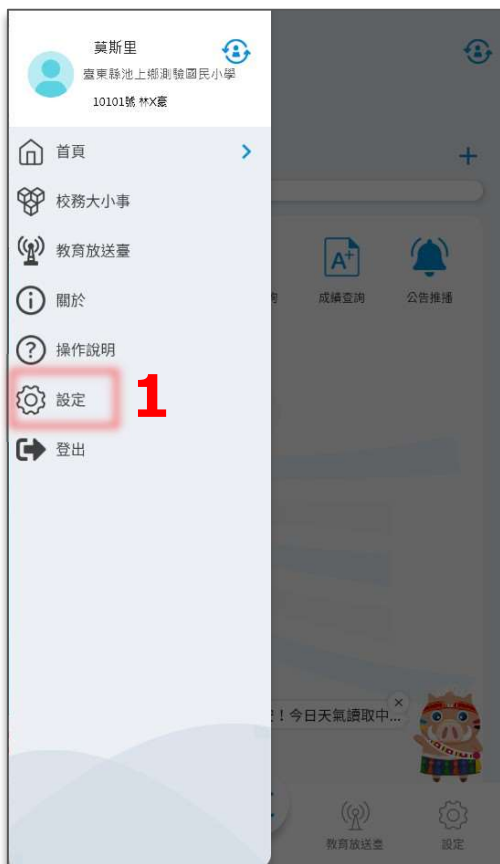 莫斯里
臺東縣池上鄉測驗國民小學
10101號 林X豪
首頁
校務大小事
教育放送臺
關於
操作說明
設定
1
登出
成績查詢
公告推播
！今日天氣讀取中...
教育放送臺
設定